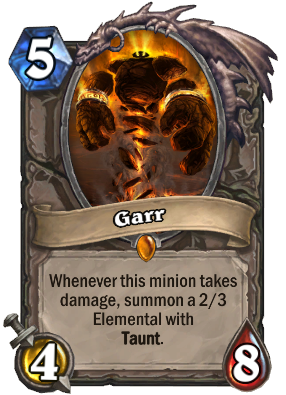 5
Garr
Whenever this minion takes
damage, summon a 2/3
Elemental with
Taunt.
4
8